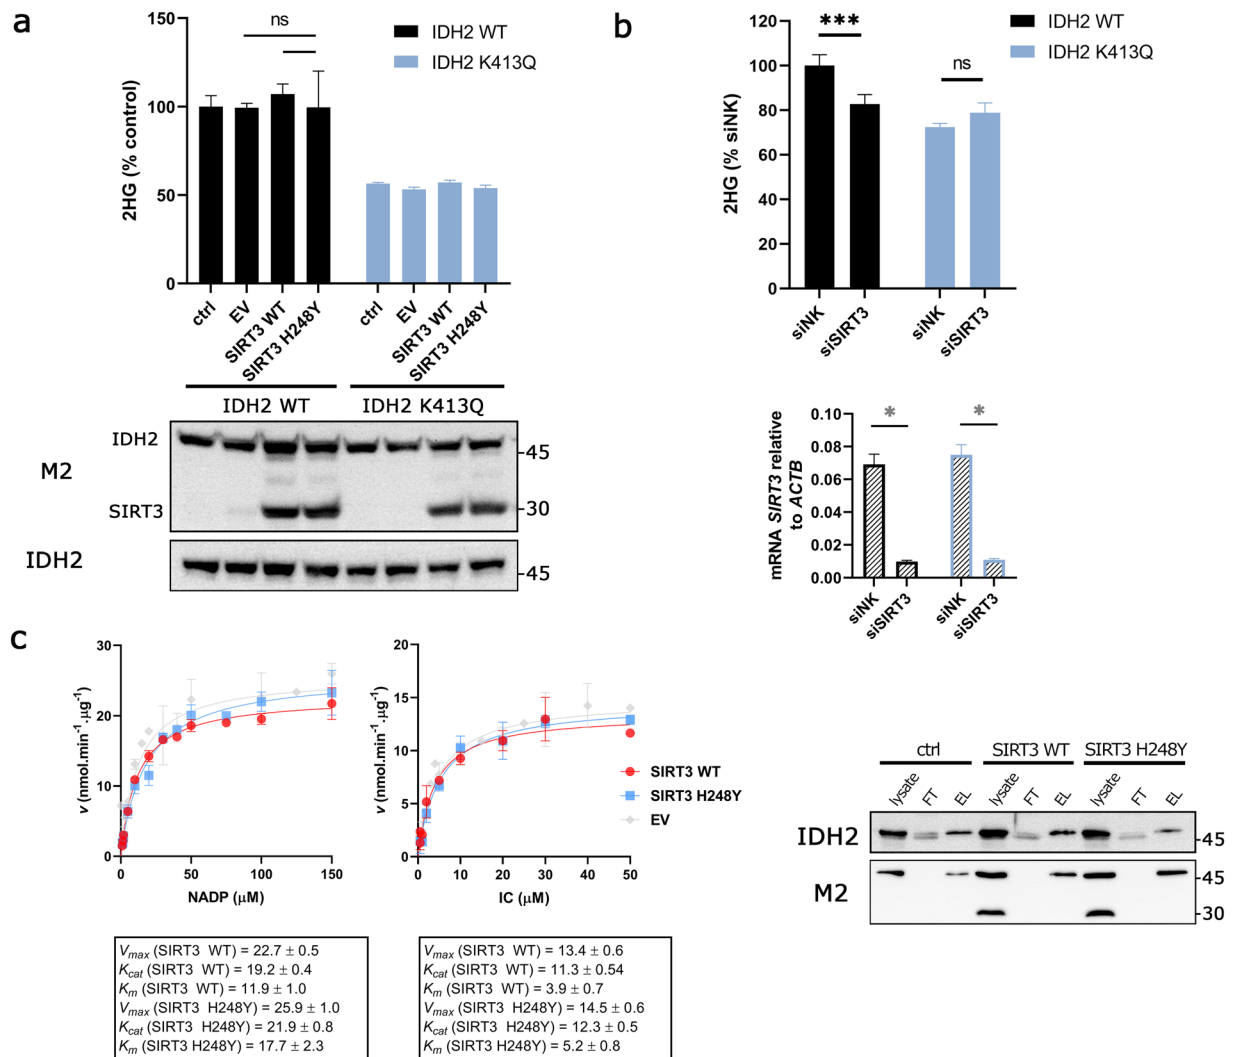 a
150
100
50
0
2HG (% control)
ns
IDH2 WT
IDH2 K413Q
ctrl
EV
SIRT3 WT
SIRT3 H248Y
ctrl
EV
SIRT3 WT
SIRT3 H248Y
IDH2 WT
IDH2 K413Q
M2
IDH2
SIRT3
-45
-30
IDH2
-45
b
120
100
80
60
40
20
0
2HG (% siNK)
***
ns
IDH2 WT
IDH2 K413Q
siNK
siSIRT3
siNK
siSIRT3
0.10
0.08
0.06
0.04
0.02
0.00
mRNA SIRT3 relative
to ACTB
*
*
siNK
siSIRT3
siNK
siSIRT3
c
30
20
10
0
v (nmol.min-1.µg-1)
0
50
100
150
NADP (µM)
20
15
10
5
0
v (nmol.min-1.µg-1)
0
10
20
30
40
50
IC (µM)
SIRT3 WT
SIRT3 H248Y
EV
Vmax (SIRT3 WT) = 22.7 ± 0.5
Kcat (SIRT3 WT) = 19.2 ± 0.4
Km (SIRT3 WT) = 11.9 ± 1.0
Vmax (SIRT3 H248Y) = 25.9 ± 1.0
Kcat (SIRT3 H248Y) = 21.9 ± 0.8
Km (SIRT3 H248Y) = 17.7 ± 2.3
Vmax (SIRT3 WT) = 13.4 ± 0.6
Kcat (SIRT3 WT) = 11.3 ± 0.54
Km (SIRT3 WT) = 3.9 ± 0.7
Vmax (SIRT3 H248Y) = 14.5 ± 0.6
Kcat (SIRT3 H248Y) = 12.3 ± 0.5
Km (SIRT3 H248Y) = 5.2 ± 0.8
ctrl
SIRT3 WT
SIRT3 H248Y
lysate
FT
EL
lysate
FT
EL
lysate
FT
EL
IDH2
-45
M2
-45
-30